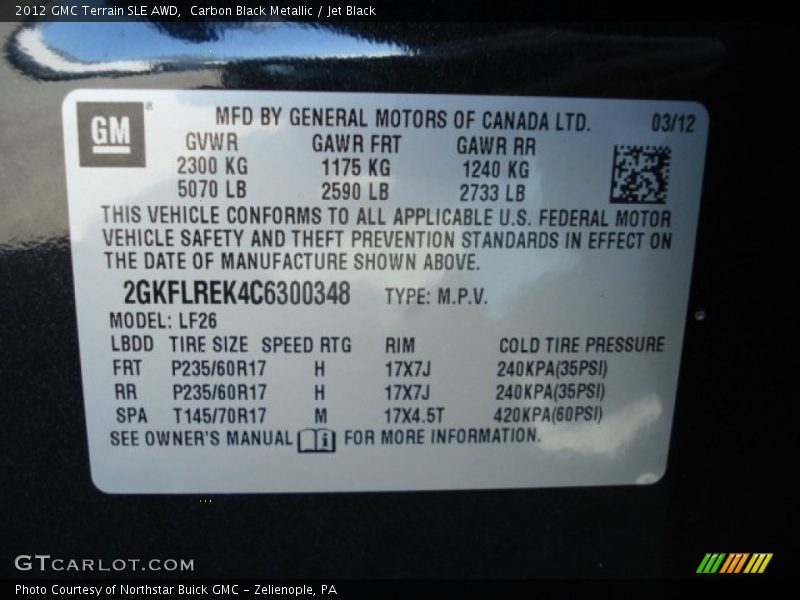 2012 GMC Terrain SLE AWD,  Carbon Black Metallic / Jet Black
GM ®
MFD BY GENERAL MOTORS OF CANADA LTD. 03/12
GVWR GAWR FRT GAWR RR
2300 KG 1175 KG 1240 KG
5070 LB 2590 LB 2733 LB
THIS VEHICLE CONFORMS TO ALL APPLICABLE U.S. FEDERAL MOTOR
VEHICLE SAFETY AND THEFT PREVENTION STANDARDS IN EFFECT ON
THE DATE OF MANUFACTURE SHOWN ABOVE.
2GKFLREK4C6300348 TYPE: M.P.V.
MODEL: LF26
LBDD TIRE SIZE SPEED RTG RIM COLD TIRE PRESSURE
FRT P235/60R17 H 17X7J 240KPA(35PSI)
RR P235/60R17 H 17X7J 240KPA(35PSI)
SPA T145/70R17 M 17X4.5T 420KPA(60PSI)
SEE OWNER'S MANUAL FOR MORE INFORMATION.
GTCARLOT.COM
Photo Courtesy of Northstar Buick GMC - Zelienople, PA